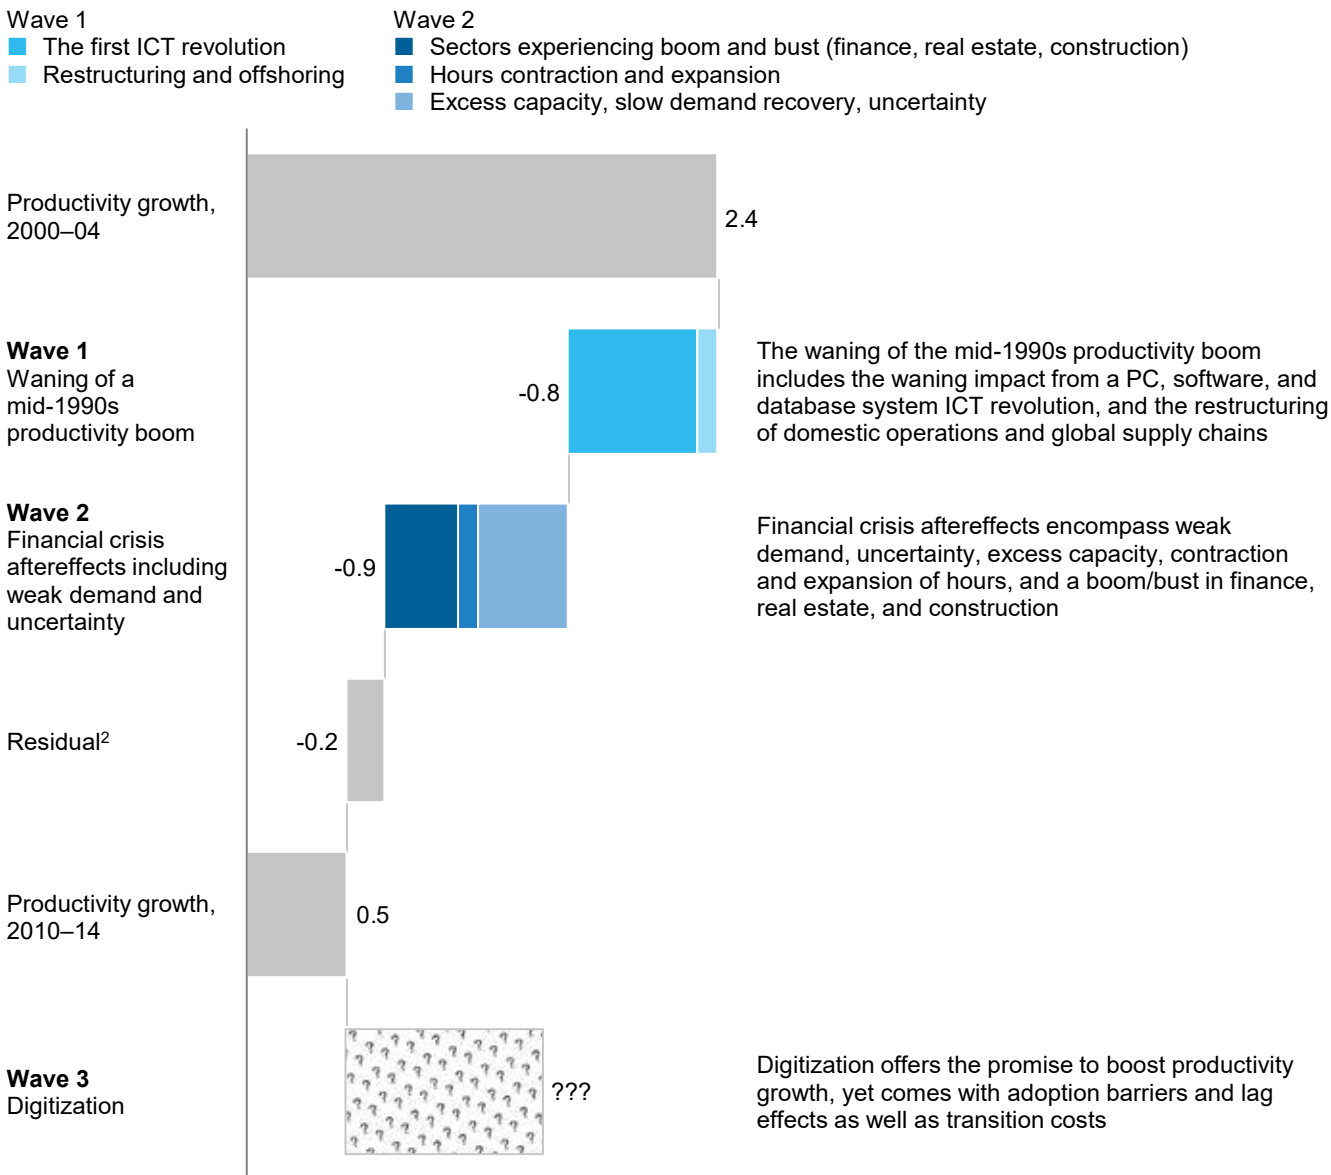 Wave 1
The first ICT revolution
Restructuring and offshoring
Wave 2
Sectors experiencing boom and bust (finance, real estate, construction)
Hours contraction and expansion
Excess capacity, slow demand recovery, uncertainty
Productivity growth,
2000–04
2.4
Wave 1
Waning of a
mid-1990s
productivity boom
-0.8
The waning of the mid-1990s productivity boom
includes the waning impact from a PC, software, and
database system ICT revolution, and the restructuring
of domestic operations and global supply chains
Wave 2
Financial crisis
aftereffects including
weak demand and
uncertainty
-0.9
Financial crisis aftereffects encompass weak
demand, uncertainty, excess capacity, contraction
and expansion of hours, and a boom/bust in finance,
real estate, and construction
Residual²
-0.2
Productivity growth,
2010–14
0.5
Wave 3
Digitization
???
Digitization offers the promise to boost productivity
growth, yet comes with adoption barriers and lag
effects as well as transition costs